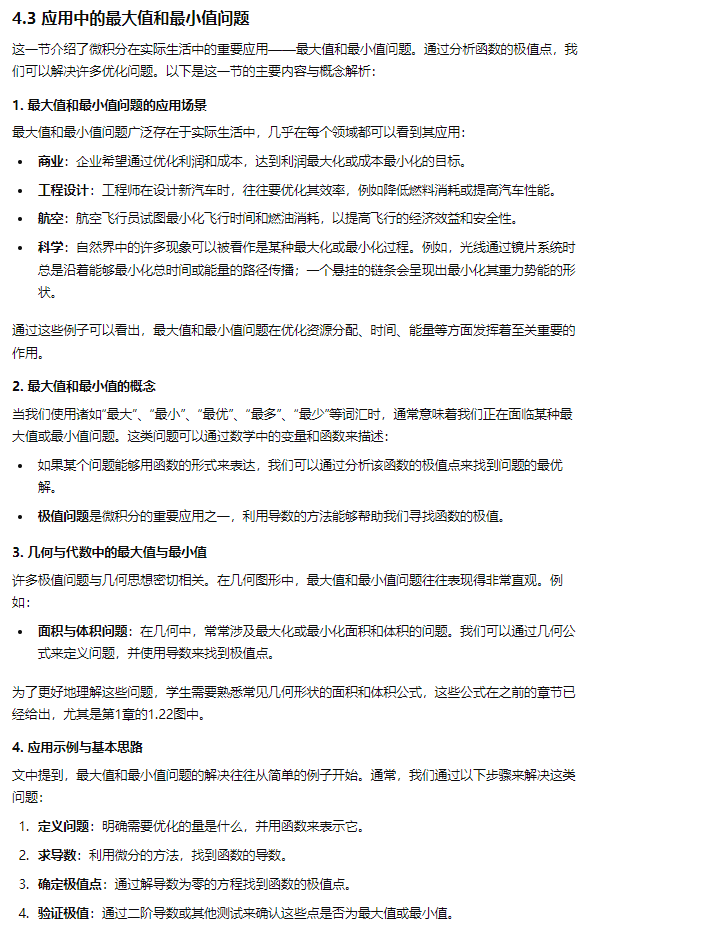 4.3 应用中的最大值和最小值问题
这一节介绍了微积分在实际生活中的重要应用——最大值和最小值问题。通过分析函数的极值点，我
们可以解决许多优化问题。以下是这一节的主要内容与概念解析：
1. 最大值和最小值问题的应用场景
最大值和最小值问题广泛存在于实际生活中，几乎在每个领域都可以看到其应用：
• 商业：企业希望通过优化利润和成本，达到利润最大化或成本最小化的目标。
• 工程设计：工程师在设计新汽车时，往往要优化其效率，例如降低燃料消耗或提高汽车性能。
• 航空：航空飞行员试图最小化飞行时间和燃油消耗，以提高飞行的经济效益和安全性。
• 科学：自然界中的许多现象可以被看作是某种最大化或最小化过程。例如，光线通过镜片系统时
总是沿着能够最小化总时间或能量的路径传播；一个悬挂的链条会呈现出最小化其重力势能的形
状。
通过这些例子可以看出，最大值和最小值问题在优化资源分配、时间、能量等方面发挥着至关重要的
作用。
2. 最大值和最小值的概念
当我们使用诸如“最大”、“最小”、“最优”、“最多”、“最少”等词汇时，通常意味着我们正在面临某种最
大值或最小值问题。这类问题可以通过数学中的变量和函数来描述：
• 如果某个问题能够用函数的形式来表达，我们可以通过分析该函数的极值点来找到问题的最优
解。
• 极值问题是微积分的重要应用之一，利用导数的方法能够帮助我们寻找函数的极值。
3. 几何与代数中的最大值与最小值
许多极值问题与几何思想密切相关。在几何图形中，最大值和最小值问题往往表现得非常直观。例
如：
• 面积与体积问题：在几何中，常常涉及最大化或最小化面积和体积的问题。我们可以通过几何公
式来定义问题，并使用导数来找到极值点。
为了更好地理解这些问题，学生需要熟悉常见几何形状的面积和体积公式，这些公式在之前的章节已
经给出，尤其是第1章的1.22图中。
4. 应用示例与基本思路
文中提到，最大值和最小值问题的解决往往从简单的例子开始。通常，我们通过以下步骤来解决这类
问题：
1. 定义问题：明确需要优化的量是什么，并用函数来表示它。
2. 求导数：利用微分的方法，找到函数的导数。
3. 确定极值点：通过解导数为零的方程找到函数的极值点。
4. 验证极值：通过二阶导数或其他测试来确认这些点是否为最大值或最小值。